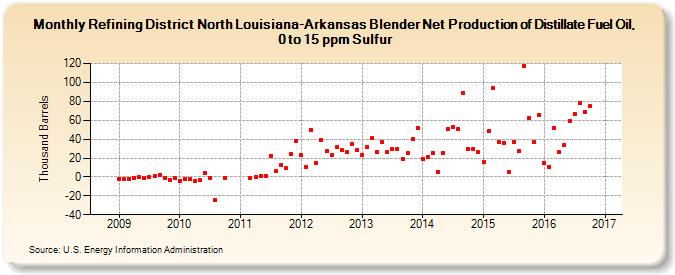 Monthly Refining District North Louisiana-Arkansas Blender Net Production of Distillate Fuel Oil,
0 to 15 ppm Sulfur
Thousand Barrels
120
100
80
60
40
20
0
-20
-40
2009 2010 2011 2012 2013 2014 2015 2016 2017
Source: U.S. Energy Information Administration